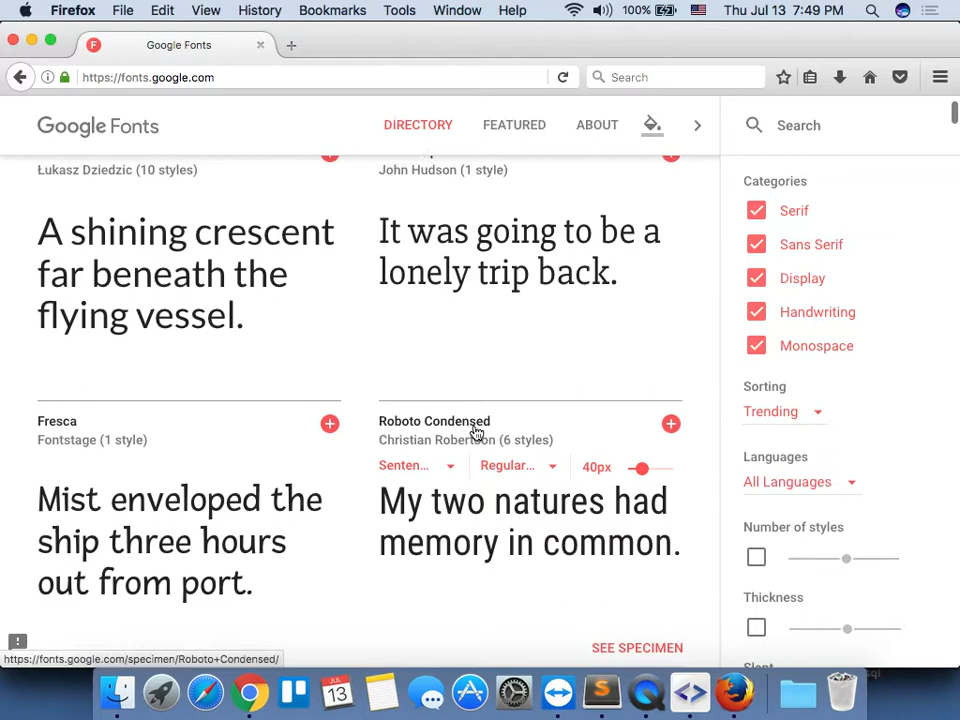 Firefox File Edit View History Bookmarks Tools Window Help 100% Thu Jul 13 7:49 PM
F Google Fonts
https://fonts.google.com Search
Google Fonts DIRECTORY FEATURED ABOUT Search
Łukasz Dziedzic (10 styles)
John Hudson (1 style)
A shining crescent
far beneath the
flying vessel.
It was going to be a
lonely trip back.
Fresca
Fontstage (1 style)
Mist enveloped the
ship three hours
out from port.
Roboto Condensed
Christian Robertson (6 styles)
Senten... Regular... 40px
My two natures had
memory in common.
SEE SPECIMEN
Categories
Serif
Sans Serif
Display
Handwriting
Monospace
Sorting
Trending
Languages
All Languages
Number of styles
Thickness
https://fonts.google.com/specimen/Roboto+Condensed/
JUL
13